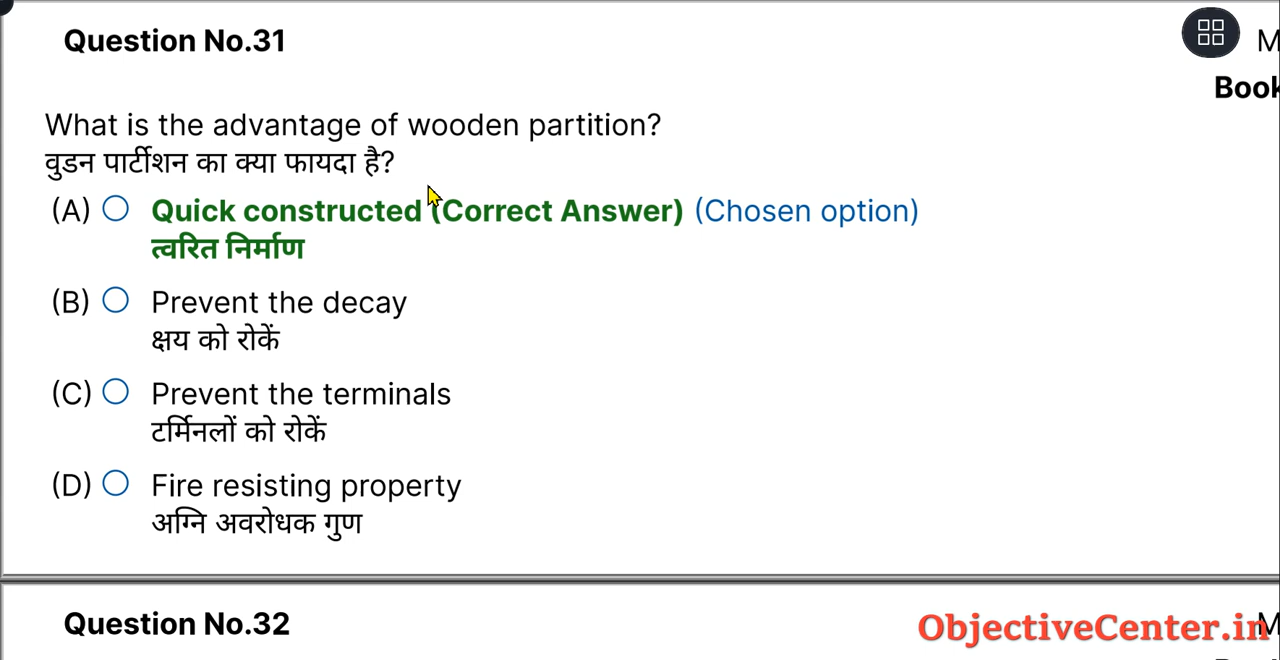 Question No.31
M
Book
What is the advantage of wooden partition?
वुडन पार्टीशन का क्या फायदा है?
(A) Quick constructed (Correct Answer) (Chosen option)
त्वरित निर्माण
(B) Prevent the decay
क्षय को रोकें
(C) Prevent the terminals
टर्मिनलों को रोकें
(D) Fire resisting property
अग्नि अवरोधक गुण
Question No.32
ObjectiveCenter.in
M